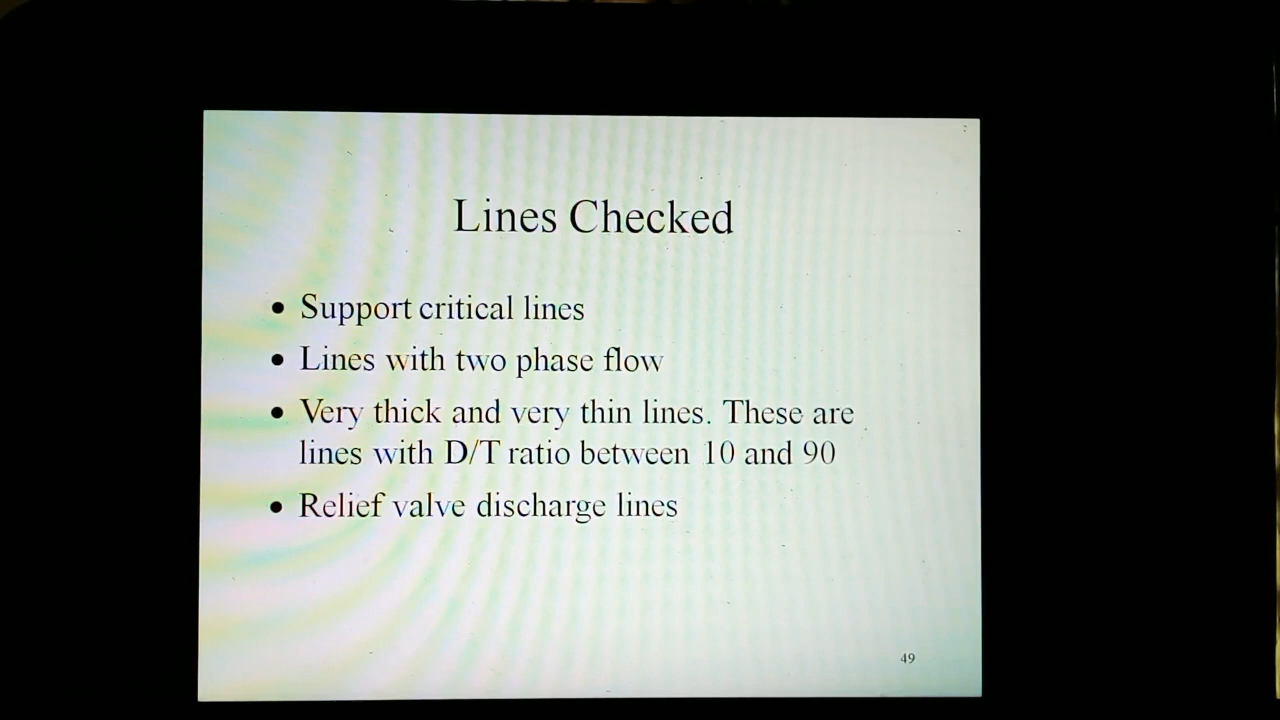 Lines Checked
• Support critical lines
• Lines with two phase flow
• Very thick and very thin lines. These are
lines with D/T ratio between 10 and 90
• Relief valve discharge lines
49